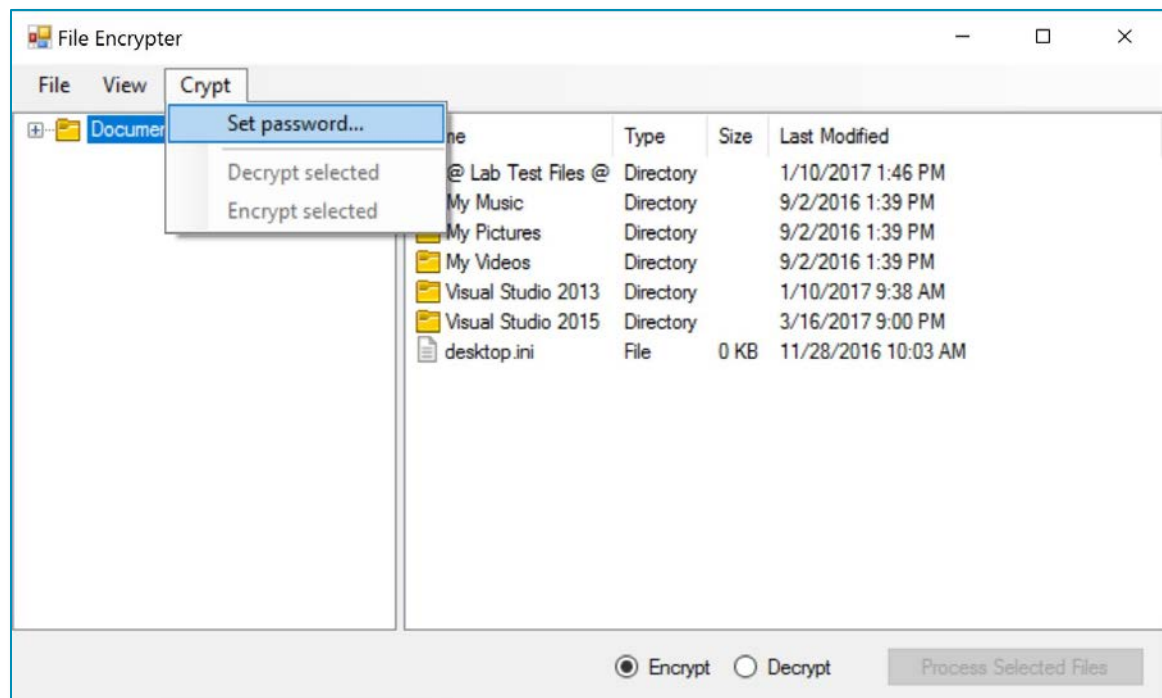 File Encrypter
File View Crypt
Set password...
Decrypt selected
Encrypt selected
Type Size Last Modified
@ Lab Test Files @ Directory 1/10/2017 1:46 PM
My Music Directory 9/2/2016 1:39 PM
My Pictures Directory 9/2/2016 1:39 PM
My Videos Directory 9/2/2016 1:39 PM
Visual Studio 2013 Directory 1/10/2017 9:38 AM
Visual Studio 2015 Directory 3/16/2017 9:00 PM
desktop.ini File 0 KB 11/28/2016 10:03 AM
Encrypt Decrypt Process Selected Files